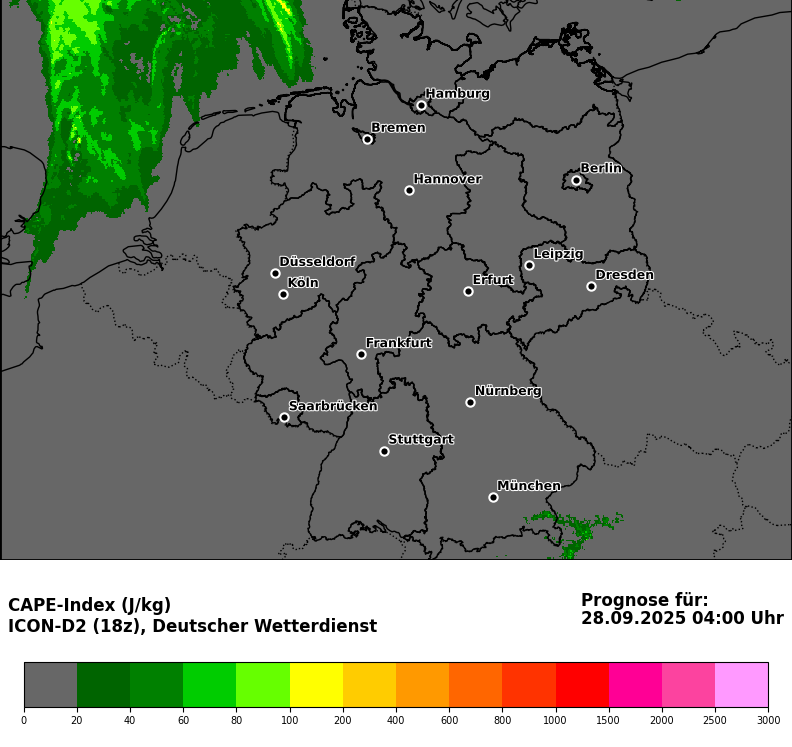 Hamburg
Bremen
Berlin
Hannover
Leipzig
Düsseldorf
Dresden
Erfurt
Köln
Frankfurt
Nürnberg
Saarbrücken
Stuttgart
München
CAPE-Index (J/kg)
ICON-D2 (18z), Deutscher Wetterdienst
Prognose für:
28.09.2025 04:00 Uhr
0 20 40 60 80 100 200 400 600 800 1000 1500 2000 2500 3000